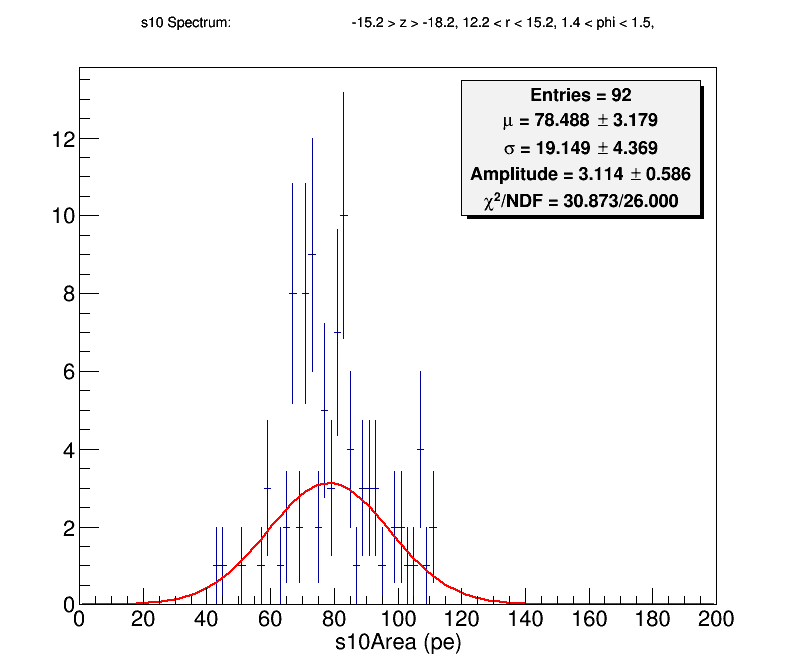 s10 Spectrum: -15.2 > z > -18.2, 12.2 < r < 15.2, 1.4 < phi < 1.5,
Entries = 92
μ = 78.488 ± 3.179
σ = 19.149 ± 4.369
Amplitude = 3.114 ± 0.586
χ²/NDF = 30.873/26.000
12
10
8
6
4
2
0
0 20 40 60 80 100 120 140 160 180 200
s10Area (pe)